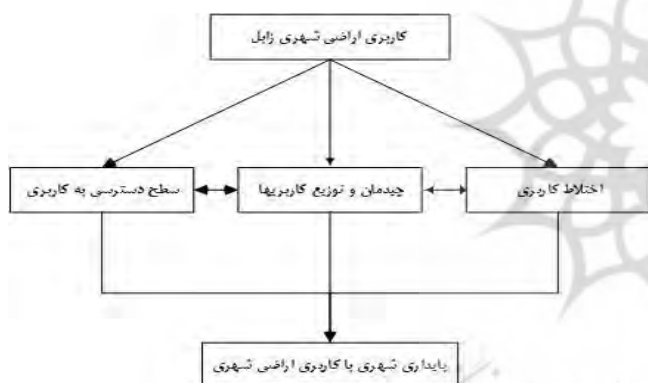 کاربری اراضی شهری زابل
اختلاط کاربری
چیدمان و توزیع کاربریها
سطح دسترسی به کاربری
پایداری شهری با کاربری اراضی شهری